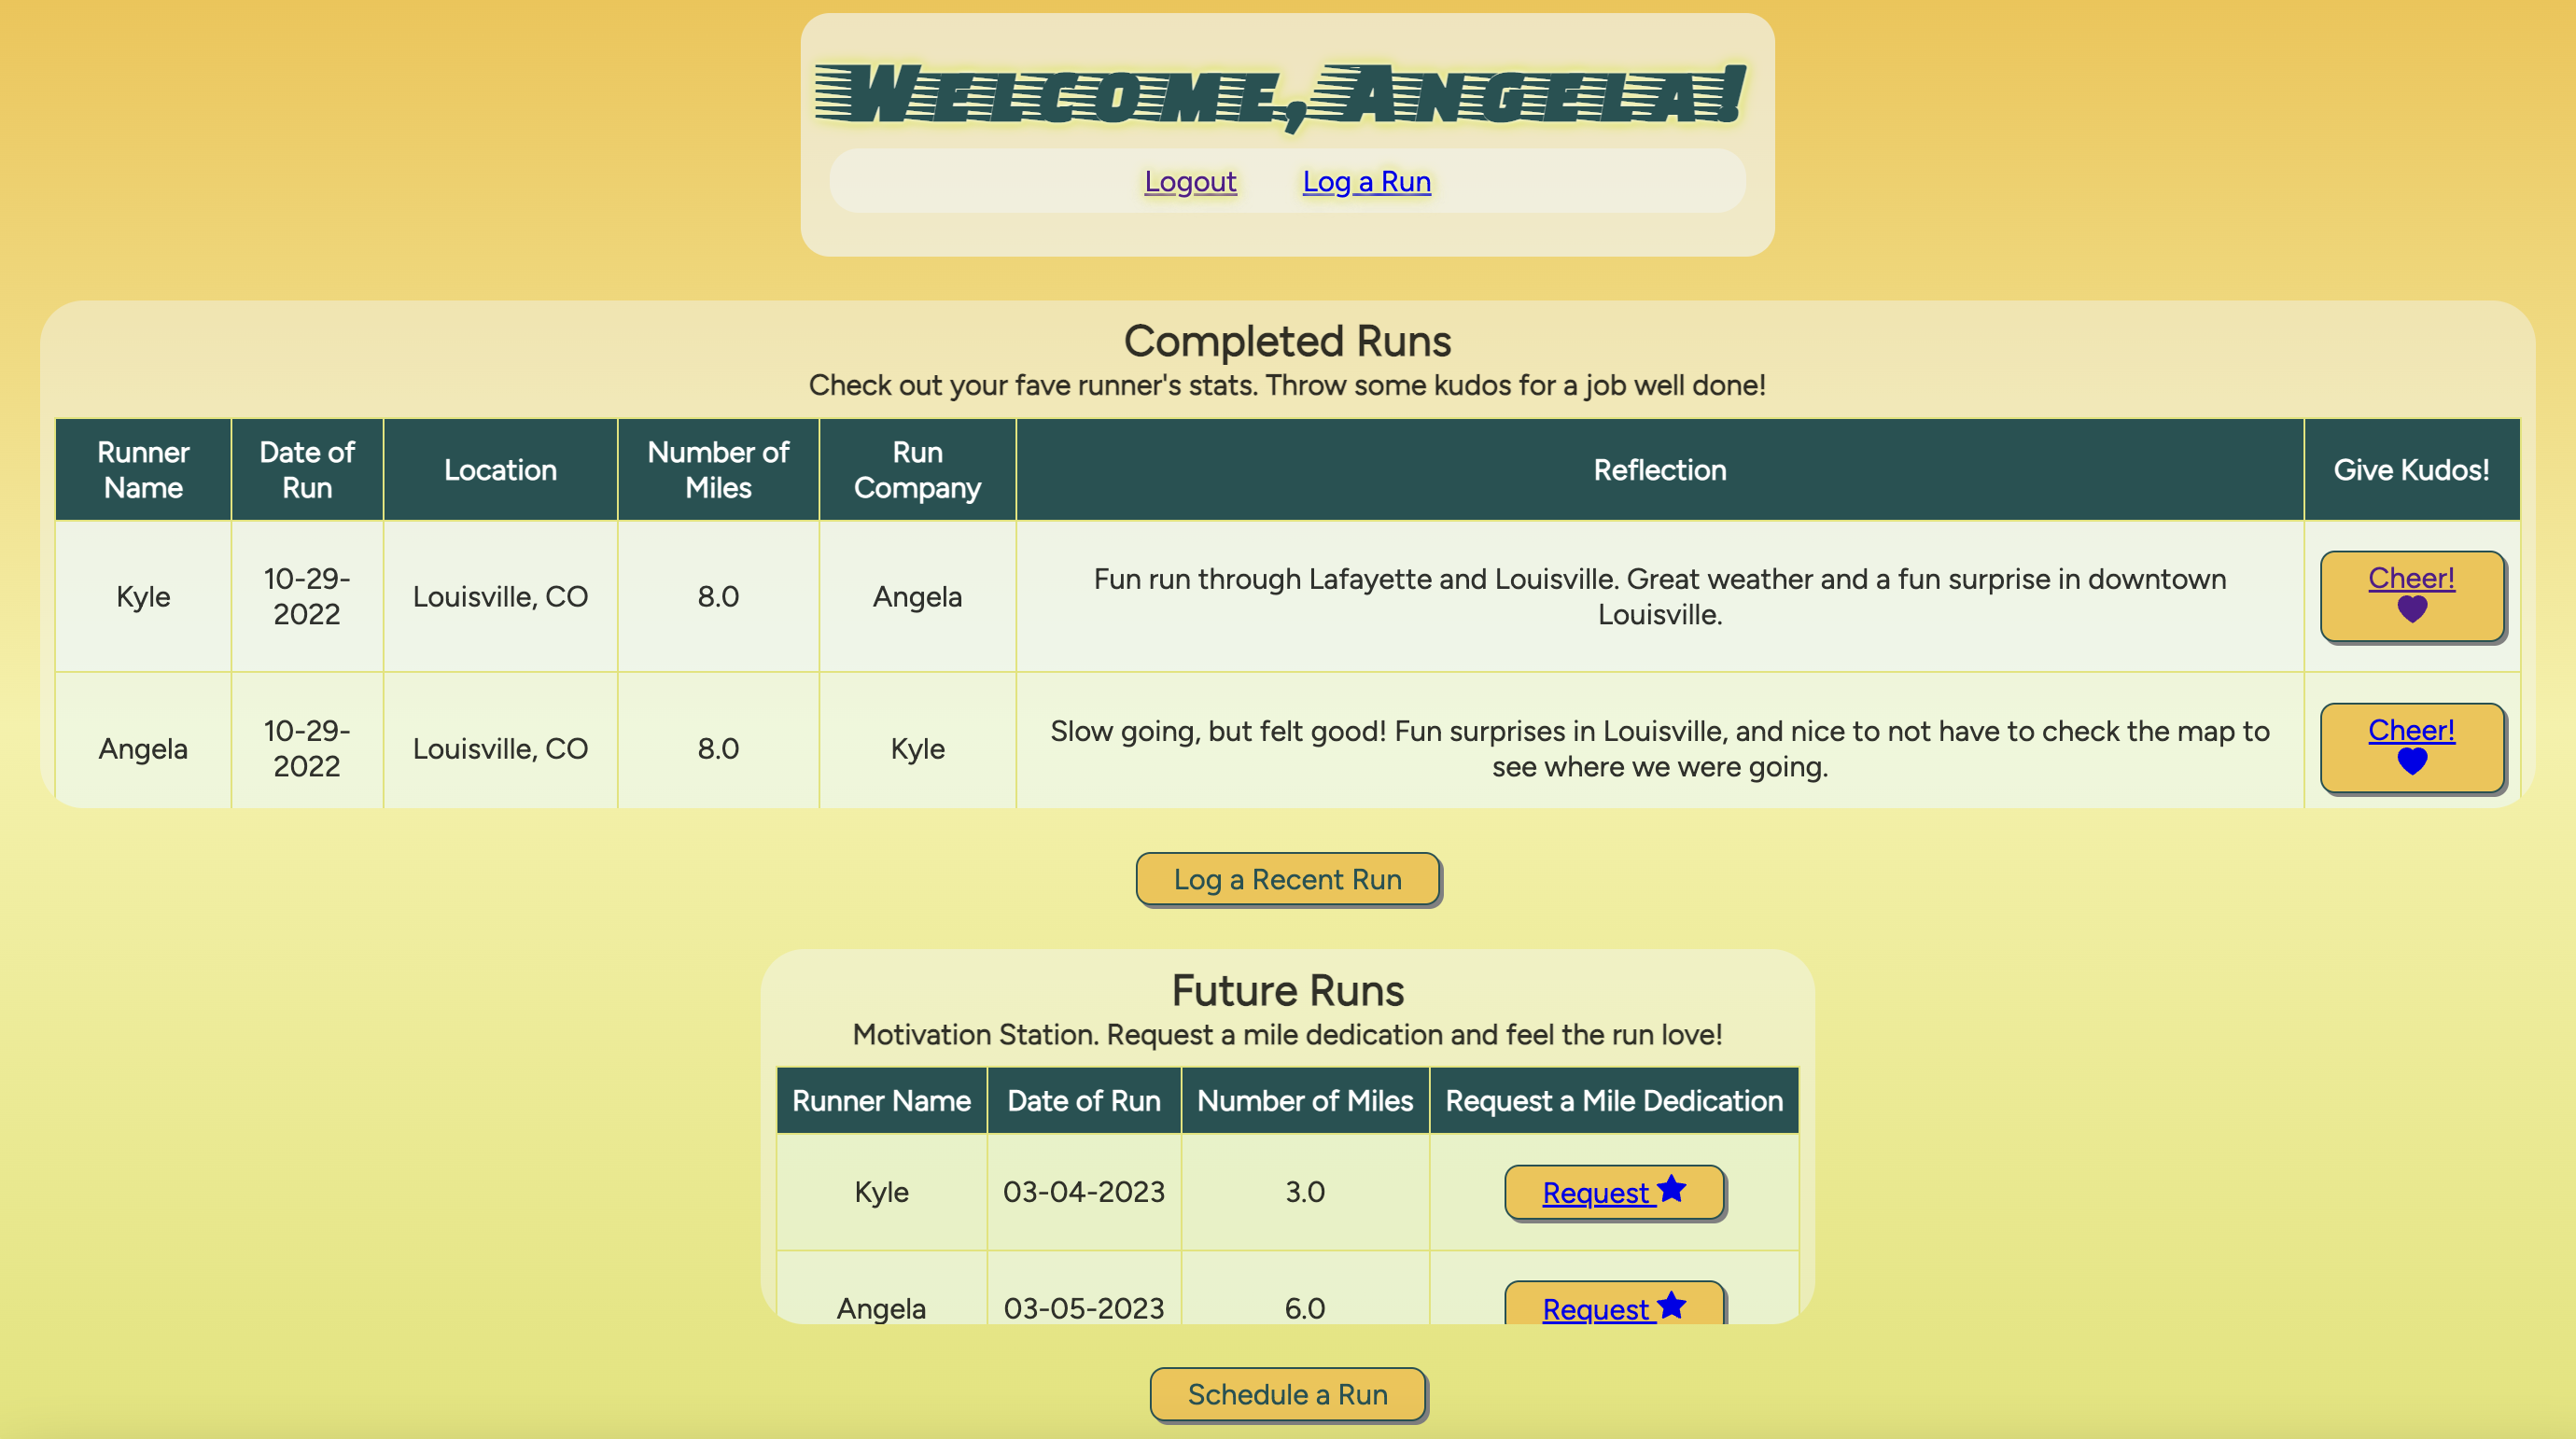 Welcome, Angela!
Logout Log a Run
Completed Runs
Check out your fave runner's stats. Throw some kudos for a job well done!
Runner Name Date of Run Location Number of Miles Run Company Reflection Give Kudos!
Kyle 10-29-2022 Louisville, CO 8.0 Angela Fun run through Lafayette and Louisville. Great weather and a fun surprise in downtown Louisville. Cheer!
Angela 10-29-2022 Louisville, CO 8.0 Kyle Slow going, but felt good! Fun surprises in Louisville, and nice to not have to check the map to see where we were going. Cheer!
Log a Recent Run
Future Runs
Motivation Station. Request a mile dedication and feel the run love!
Runner Name Date of Run Number of Miles Request a Mile Dedication
Kyle 03-04-2023 3.0 Request
Angela 03-05-2023 6.0 Request
Schedule a Run